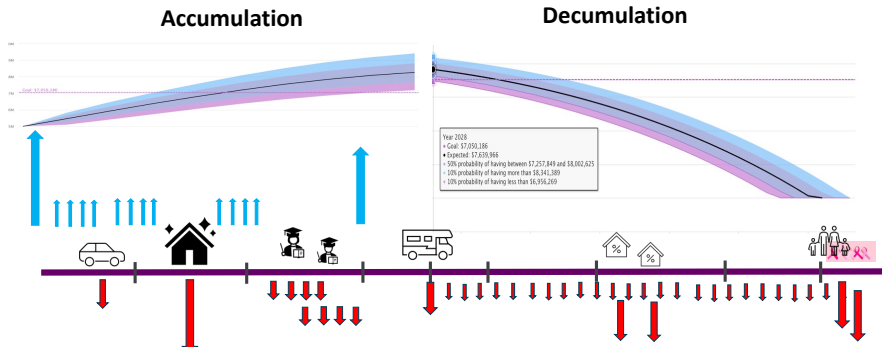 Accumulation
Decumulation
Goal: $7,050,186
Year 2028
Goal: $7,050,186
Expected: $7,639,966
50% probability of having between $7,257,849 and $8,002,625
10% probability of having more than $8,341,389
10% probability of having less than $6,956,269
%
%